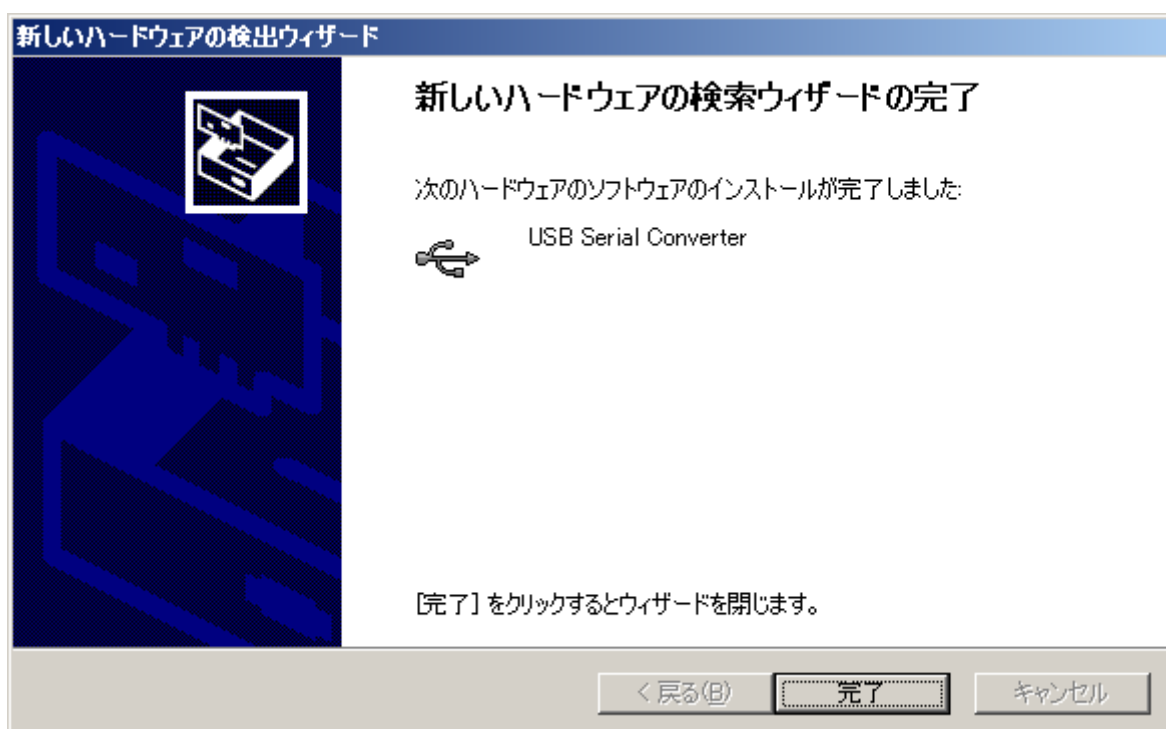 新しいハードウェアの検出ウィザード
新しいハードウェアの検索ウィザードの完了
次のハードウェアのソフトウェアのインストールが完了しました:
USB Serial Converter
[完了] をクリックするとウィザードを閉じます。
< 戻る(B)
完了
キャンセル